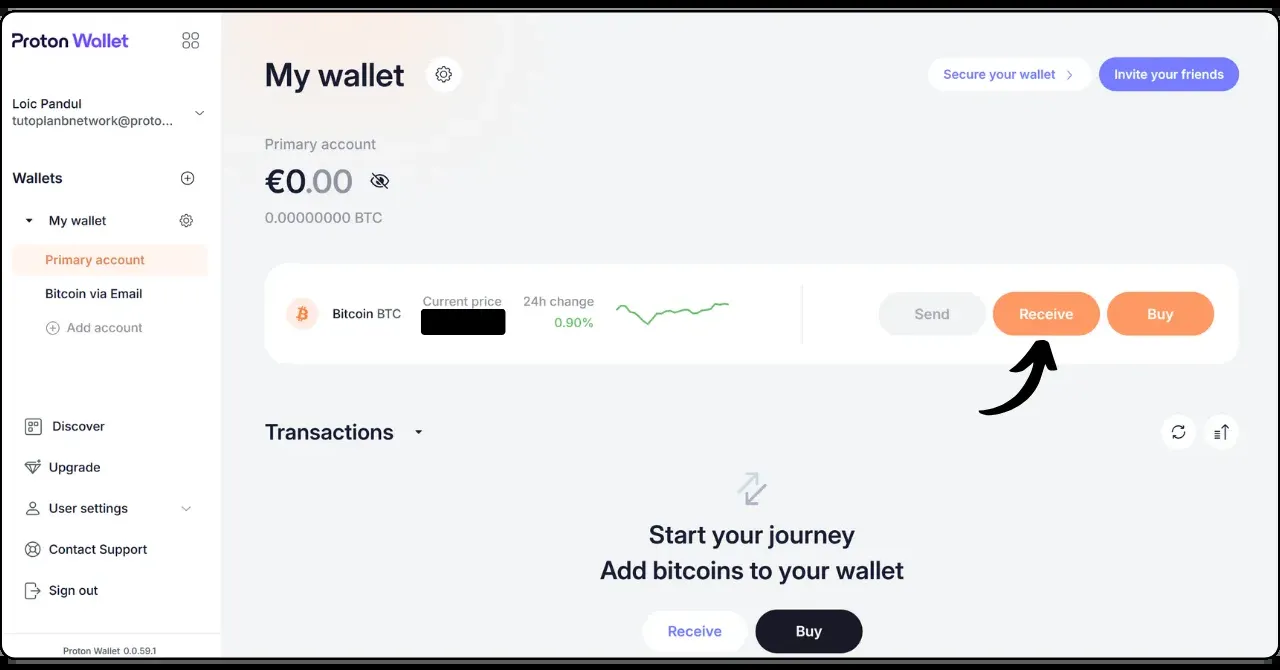 Proton Wallet
Loic Pandul
tutoplanbnetwork@proto...
Wallets
My wallet
Primary account
Bitcoin via Email
Add account
Discover
Upgrade
User settings
Contact Support
Sign out
Proton Wallet 0.0.59.1
My wallet
Secure your wallet
Invite your friends
Primary account
€0.00
0.00000000 BTC
Bitcoin BTC
Current price
24h change
0.90%
Send
Receive
Buy
Transactions
Start your journey
Add bitcoins to your wallet
Receive
Buy